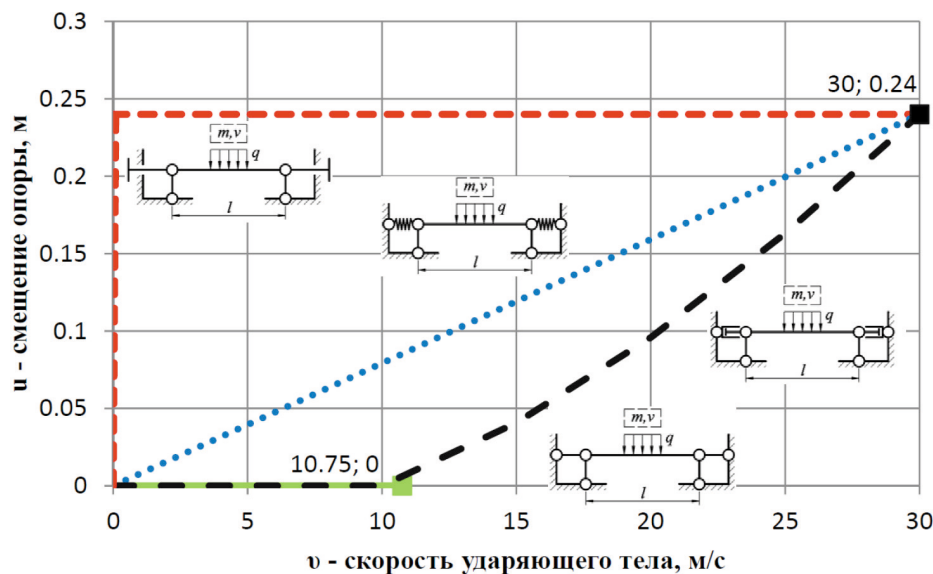 u - смещение опоры, м
0.3
0.25
0.2
0.15
0.1
0.05
0
30; 0.24
m,v
q
l
m,v
q
l
m,v
q
l
10.75; 0
m,v
q
l
0 5 10 15 20 25 30
υ - скорость ударяющего тела, м/с